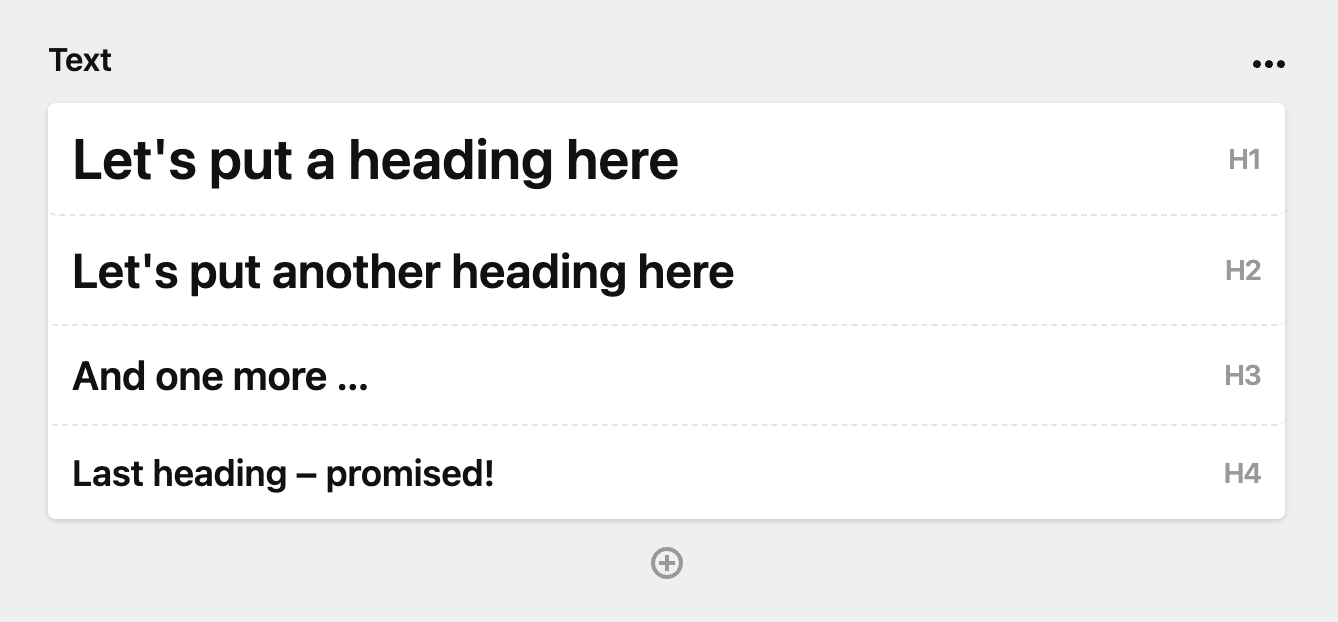 Text
Let's put a heading here H1
Let's put another heading here H2
And one more ... H3
Last heading – promised! H4